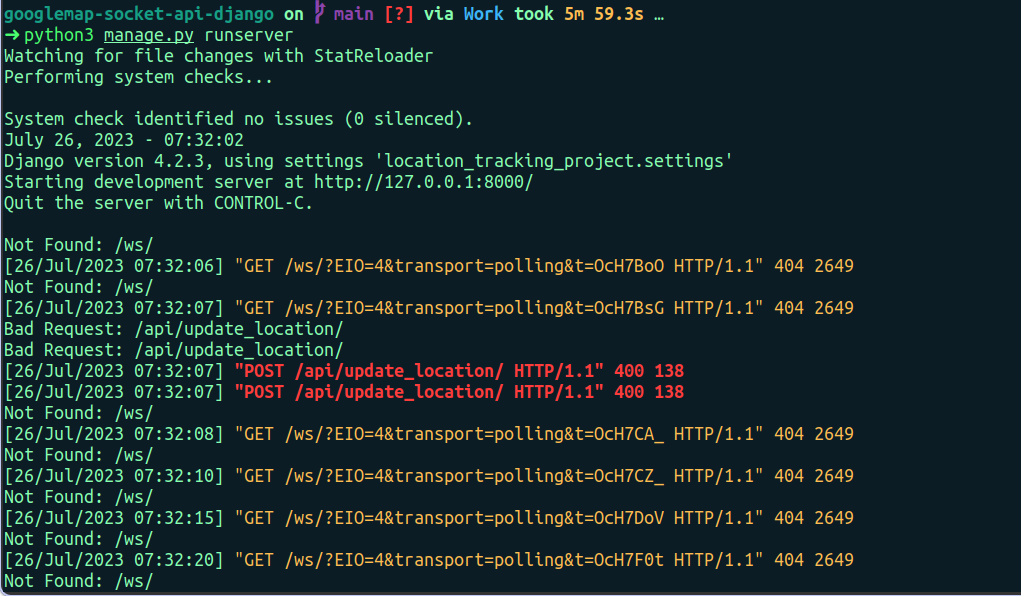 googlemap-socket-api-django on main [?] via Work took 5m 59.3s …
➜ python3 manage.py runserver
Watching for file changes with StatReloader
Performing system checks...
System check identified no issues (0 silenced).
July 26, 2023 - 07:32:02
Django version 4.2.3, using settings 'location_tracking_project.settings'
Starting development server at http://127.0.0.1:8000/
Quit the server with CONTROL-C.
Not Found: /ws/
[26/Jul/2023 07:32:06] "GET /ws/?EIO=4&transport=polling&t=OcH7BoO HTTP/1.1" 404 2649
Not Found: /ws/
[26/Jul/2023 07:32:07] "GET /ws/?EIO=4&transport=polling&t=OcH7BsG HTTP/1.1" 404 2649
Bad Request: /api/update_location/
Bad Request: /api/update_location/
[26/Jul/2023 07:32:07] "POST /api/update_location/ HTTP/1.1" 400 138
[26/Jul/2023 07:32:07] "POST /api/update_location/ HTTP/1.1" 400 138
Not Found: /ws/
[26/Jul/2023 07:32:08] "GET /ws/?EIO=4&transport=polling&t=OcH7CA_ HTTP/1.1" 404 2649
Not Found: /ws/
[26/Jul/2023 07:32:10] "GET /ws/?EIO=4&transport=polling&t=OcH7CZ_ HTTP/1.1" 404 2649
Not Found: /ws/
[26/Jul/2023 07:32:15] "GET /ws/?EIO=4&transport=polling&t=OcH7DoV HTTP/1.1" 404 2649
Not Found: /ws/
[26/Jul/2023 07:32:20] "GET /ws/?EIO=4&transport=polling&t=OcH7F0t HTTP/1.1" 404 2649
Not Found: /ws/